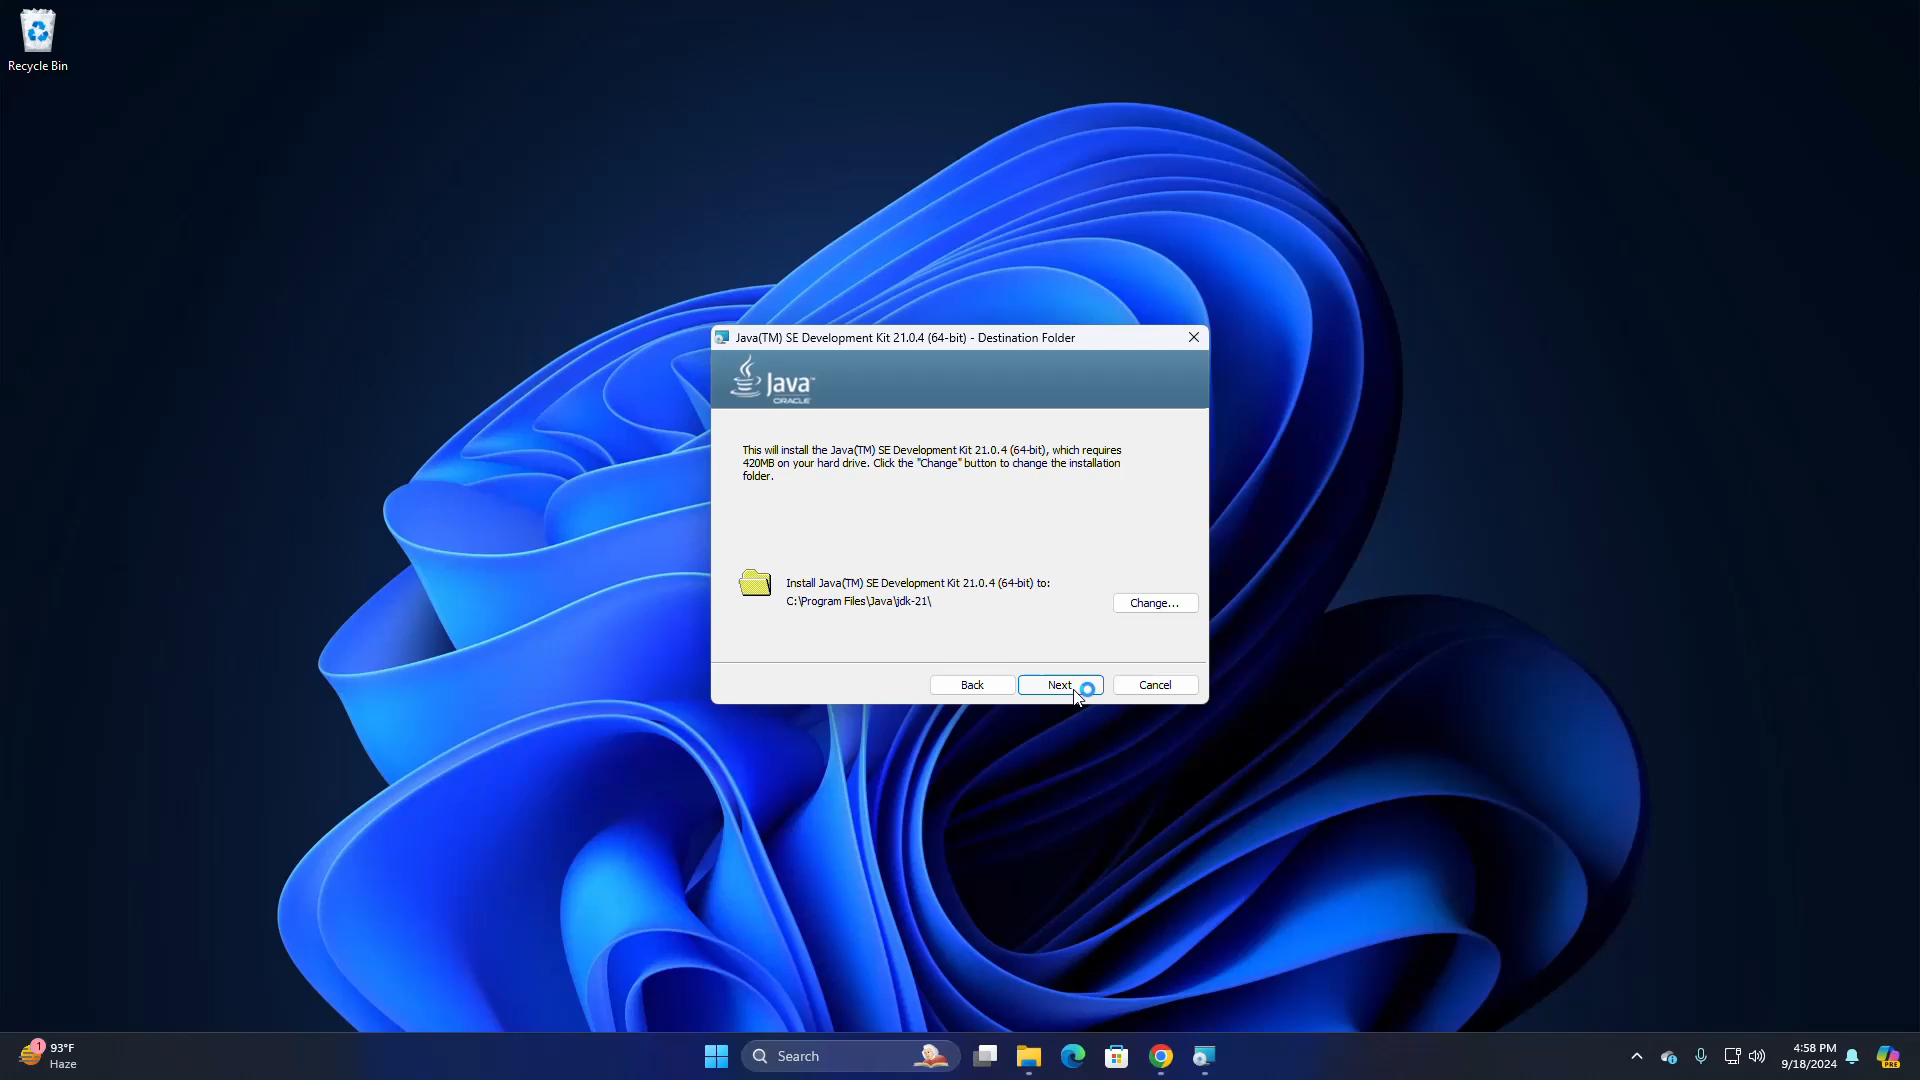 Recycle Bin
Java(TM) SE Development Kit 21.0.4 (64-bit) - Destination Folder
Java™
ORACLE
This will install the Java(TM) SE Development Kit 21.0.4 (64-bit), which requires
420MB on your hard drive. Click the "Change" button to change the installation
folder.
Install Java(TM) SE Development Kit 21.0.4 (64-bit) to:
C:\Program Files\Java\jdk-21\
Change...
Back
Next
Cancel
1
93°F
Haze
Search
4:58 PM
9/18/2024
PRE